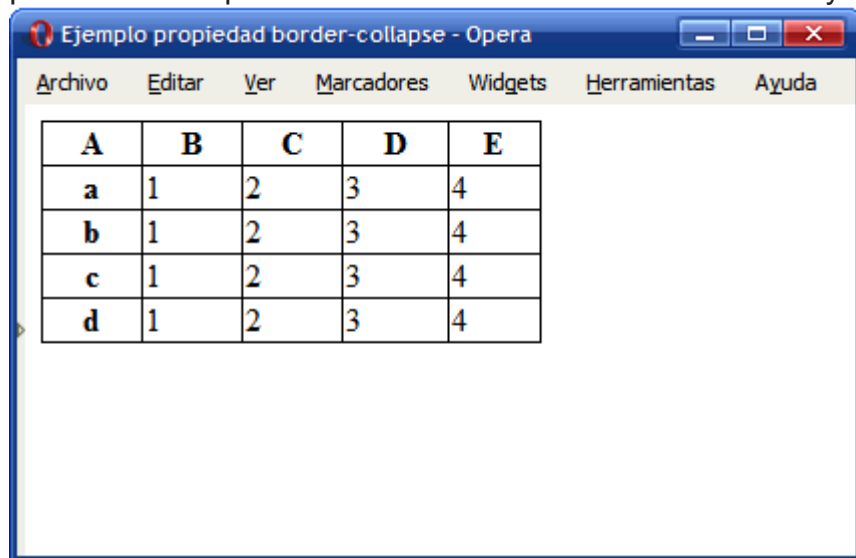 Ejemplo propiedad border-collapse - Opera
Archivo Editar Ver Marcadores Widgets Herramientas Ayuda
A B C D E
a 1 2 3 4
b 1 2 3 4
c 1 2 3 4
d 1 2 3 4